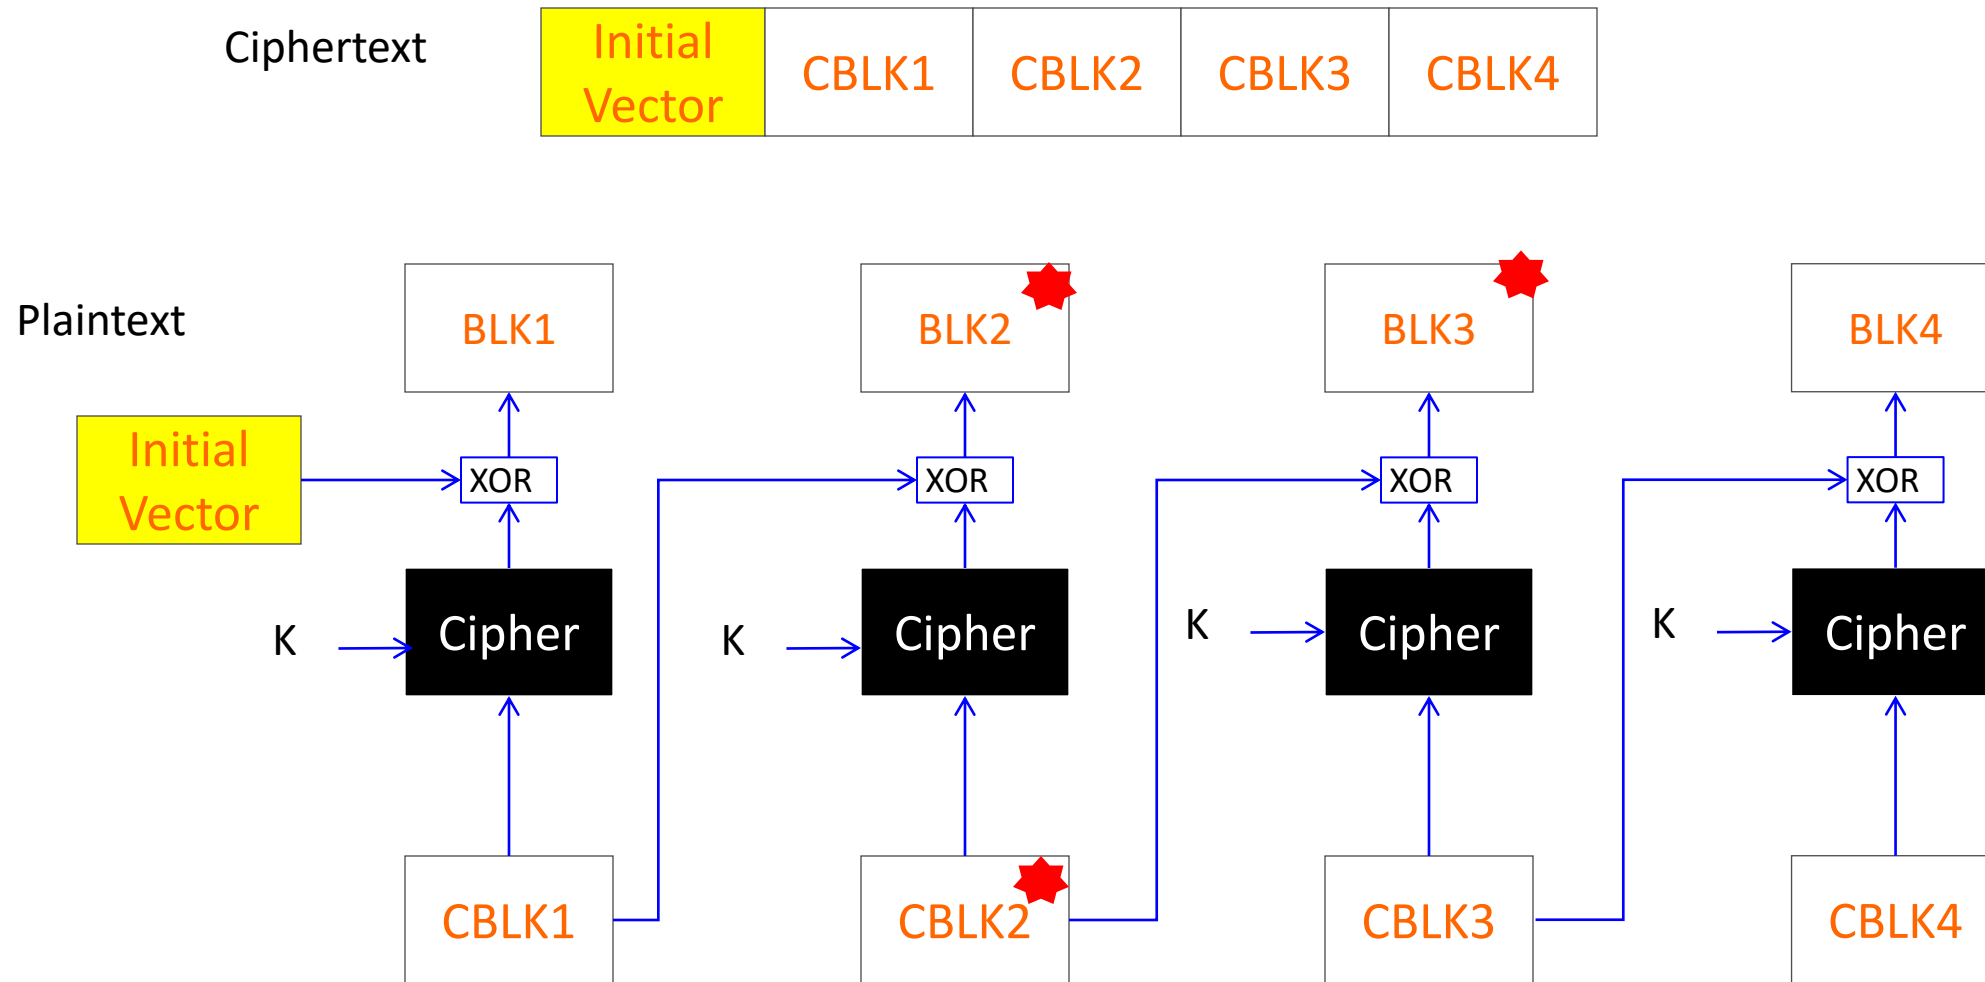 Ciphertext
Initial
Vector
CBLK1
CBLK2
CBLK3
CBLK4
Plaintext
BLK1
BLK2
BLK3
BLK4
Initial
Vector
XOR
XOR
XOR
XOR
K
Cipher
K
Cipher
K
Cipher
K
Cipher
CBLK1
CBLK2
CBLK3
CBLK4